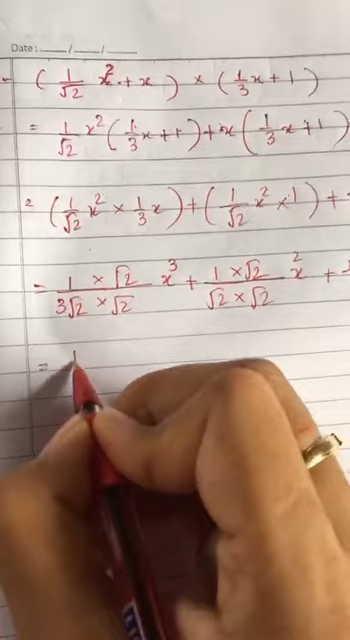 Date : ....... / ....... / .......
(1/√2 x² + x) × (1/3 x + 1)
= 1/√2 x² (1/3 x + 1) + x (1/3 x + 1)
= (1/√2 x² × 1/3 x) + (1/√2 x² × 1) +
= 1 × √2 / 3√2 × √2 x³ + 1 × √2 / √2 × √2 x² +
=